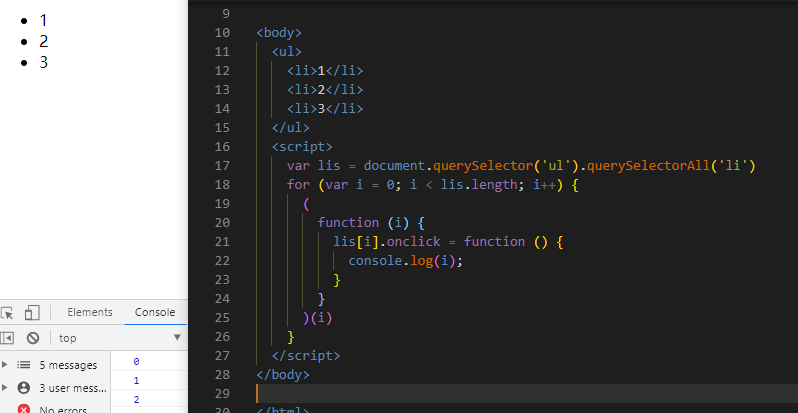 1
2
3
Elements
Console
top
5 messages
3 user mess...
No errors
0
1
2
9
10 <body>
11 <ul>
12 <li>1</li>
13 <li>2</li>
14 <li>3</li>
15 </ul>
16 <script>
17 var lis = document.querySelector('ul').querySelectorAll('li')
18 for (var i = 0; i < lis.length; i++) {
19 (
20 function (i) {
21 lis[i].onclick = function () {
22 console.log(i);
23 }
24 }
25 )(i)
26 }
27 </script>
28 </body>
29
30 </html>